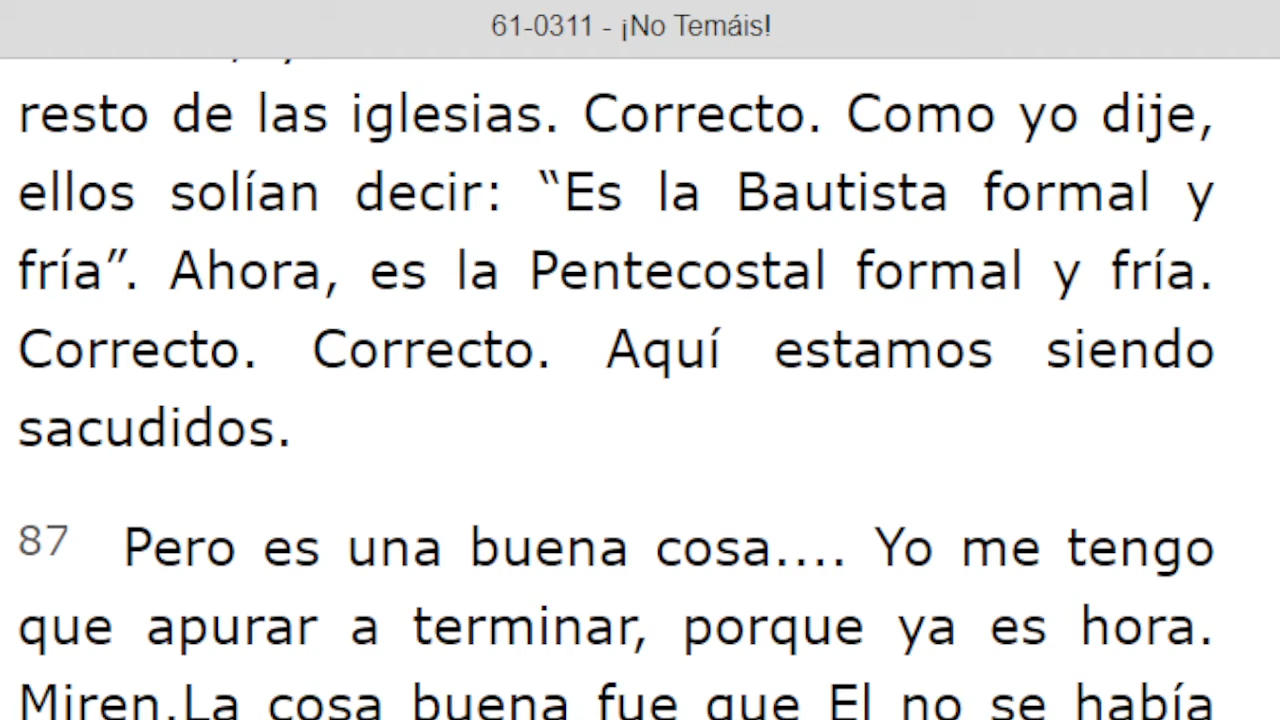 61-0311 - ¡No Temáis!
resto de las iglesias. Correcto. Como yo dije,
ellos solían decir: “Es la Bautista formal y
fría”. Ahora, es la Pentecostal formal y fría.
Correcto. Correcto. Aquí estamos siendo
sacudidos.
87 Pero es una buena cosa.... Yo me tengo
que apurar a terminar, porque ya es hora.
Miren,La cosa buena fue que El no se había